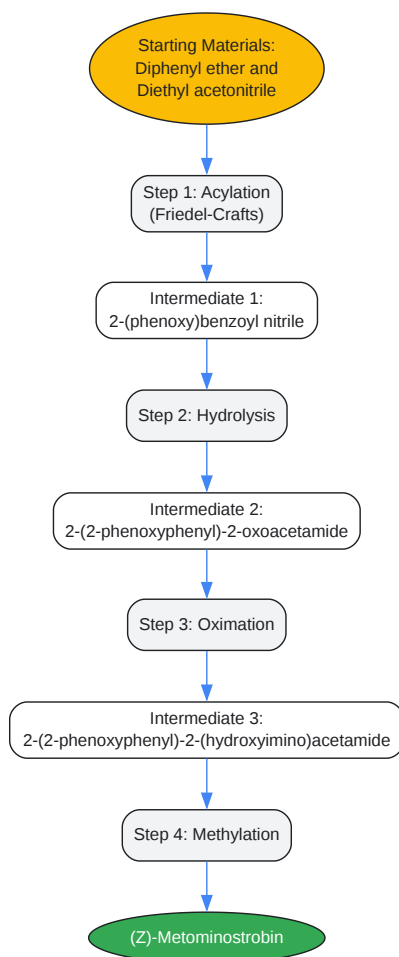 Starting Materials:
Diphenyl ether and
Diethyl acetonitrile
Step 1: Acylation
(Friedel-Crafts)
Intermediate 1:
2-(phenoxy)benzoyl nitrile
Step 2: Hydrolysis
Intermediate 2:
2-(2-phenoxyphenyl)-2-oxoacetamide
Step 3: Oximation
Intermediate 3:
2-(2-phenoxyphenyl)-2-(hydroxyimino)acetamide
Step 4: Methylation
(Z)-Metominostrobin